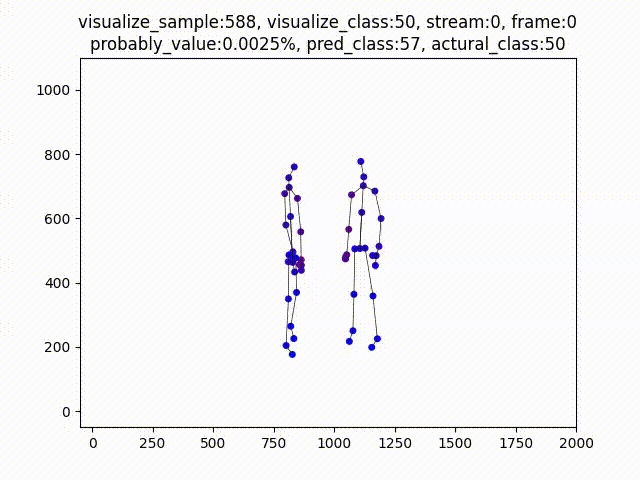 visualize_sample:588, visualize_class:50, stream:0, frame:0
probably_value:0.0025%, pred_class:57, actural_class:50
1000
800
600
400
200
0
0 250 500 750 1000 1250 1500 1750 2000